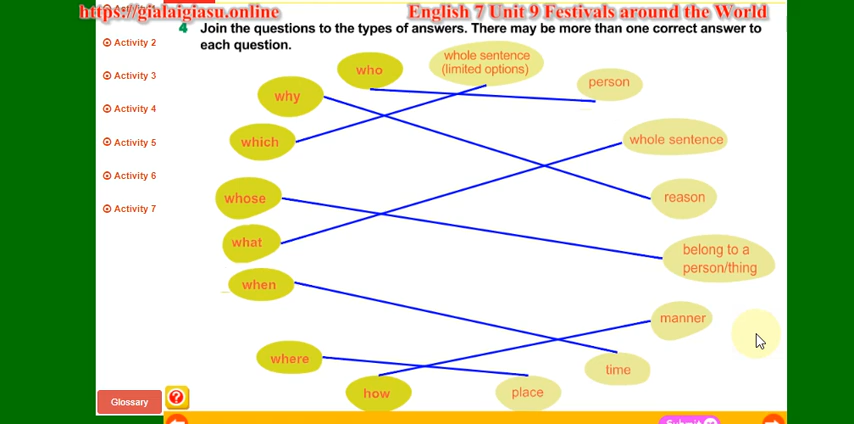 https://gialaigiasu.online
English 7 Unit 9 Festivals around the World
Activity 2
Activity 3
Activity 4
Activity 5
Activity 6
Activity 7
Glossary
?
4 Join the questions to the types of answers. There may be more than one correct answer to
each question.
who
whole sentence
(limited options)
person
why
which
whole sentence
whose
reason
what
belong to a
person/thing
when
manner
where
time
how
place